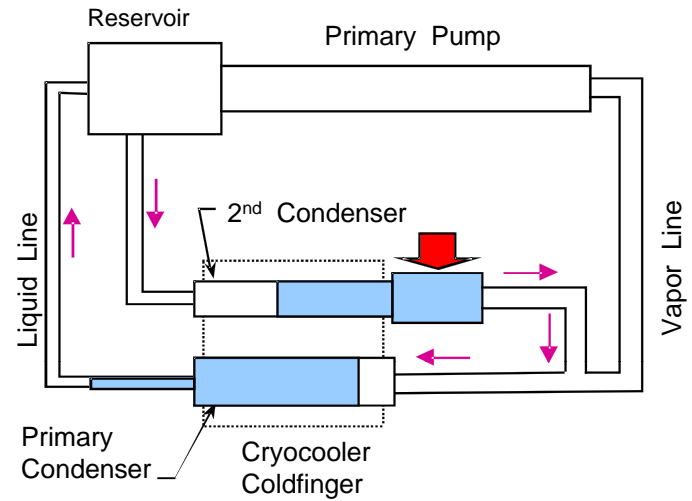 Reservoir
Primary Pump
2nd Condenser
Liquid Line
Vapor Line
Primary
Condenser
Cryocooler
Coldfinger